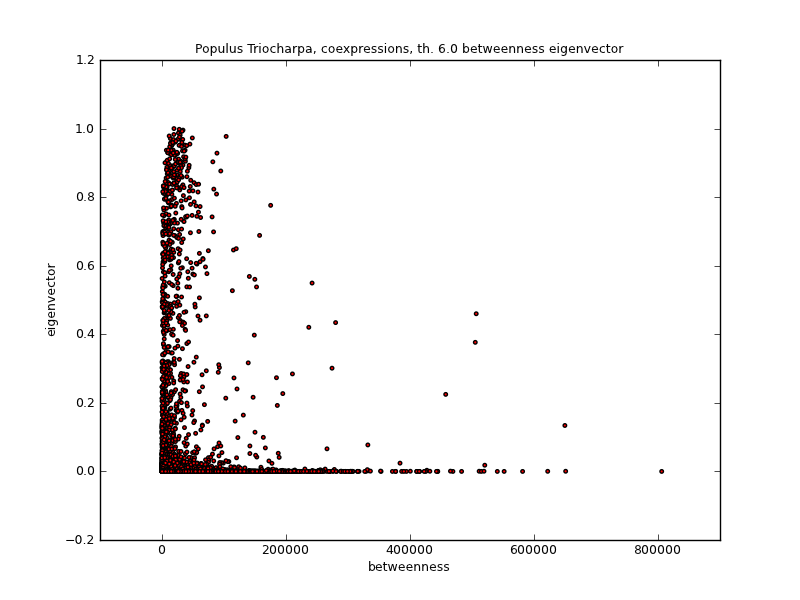 Populus Triocharpa, coexpressions, th. 6.0 betweenness eigenvector
1.2
1.0
0.8
0.6
0.4
0.2
0.0
−0.2
eigenvector
0 200000 400000 600000 800000
betweenness